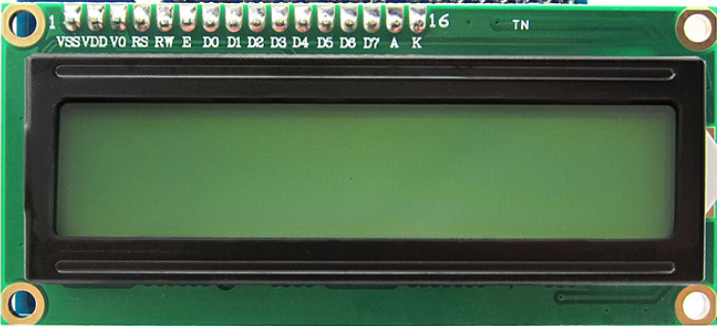 1 16 TN
VSS VDD V0 RS RW E D0 D1 D2 D3 D4 D5 D6 D7 A K